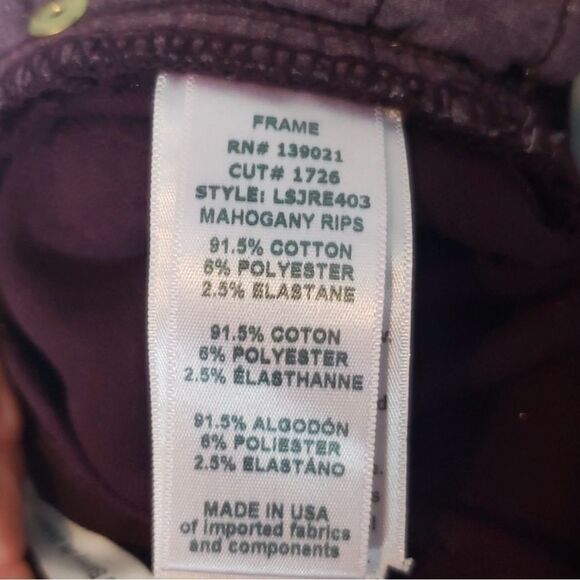 FRAME
RN# 139021
CUT# 1726
STYLE: LSJRE403
MAHOGANY RIPS
91.5% COTTON
6% POLYESTER
2.5% ELASTANE
91.5% COTON
6% POLYESTER
2.5% ÉLASTHANNE
91.5% ALGODÓN
6% POLIESTER
2.5% ELASTÁNO
MADE IN USA
of imported fabrics
and components